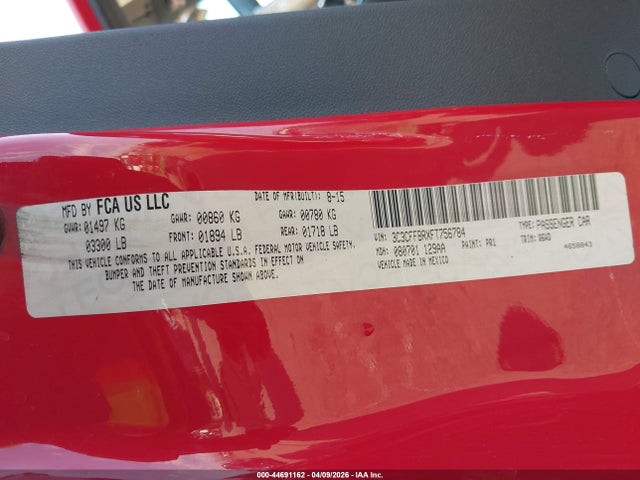 MFD BY FCA US LLC
DATE OF MFR(BUILT): 8-15
GVWR: 01497 KG
GAWR: 00860 KG
GAWR: 00780 KG
03300 LB
FRONT: 01894 LB
REAR: 01718 LB
THIS VEHICLE CONFORMS TO ALL APPLICABLE U.S.A. FEDERAL MOTOR VEHICLE SAFETY,
BUMPER AND THEFT PREVENTION STANDARDS IN EFFECT ON
THE DATE OF MANUFACTURE SHOWN ABOVE.
VIN: 3C3CFFBRXFT756784
TYPE: PASSENGER CAR
MDH: 080701 129AA
PAINT: PR1
TRIM:
VEHICLE MADE IN MEXICO
4658843
000-44691162 - 04/09/2026 - IAA Inc.